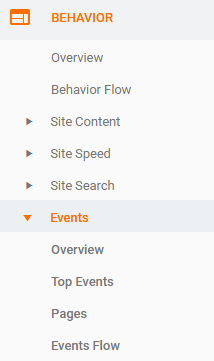 BEHAVIOR
Overview
Behavior Flow
Site Content
Site Speed
Site Search
Events
Overview
Top Events
Pages
Events Flow